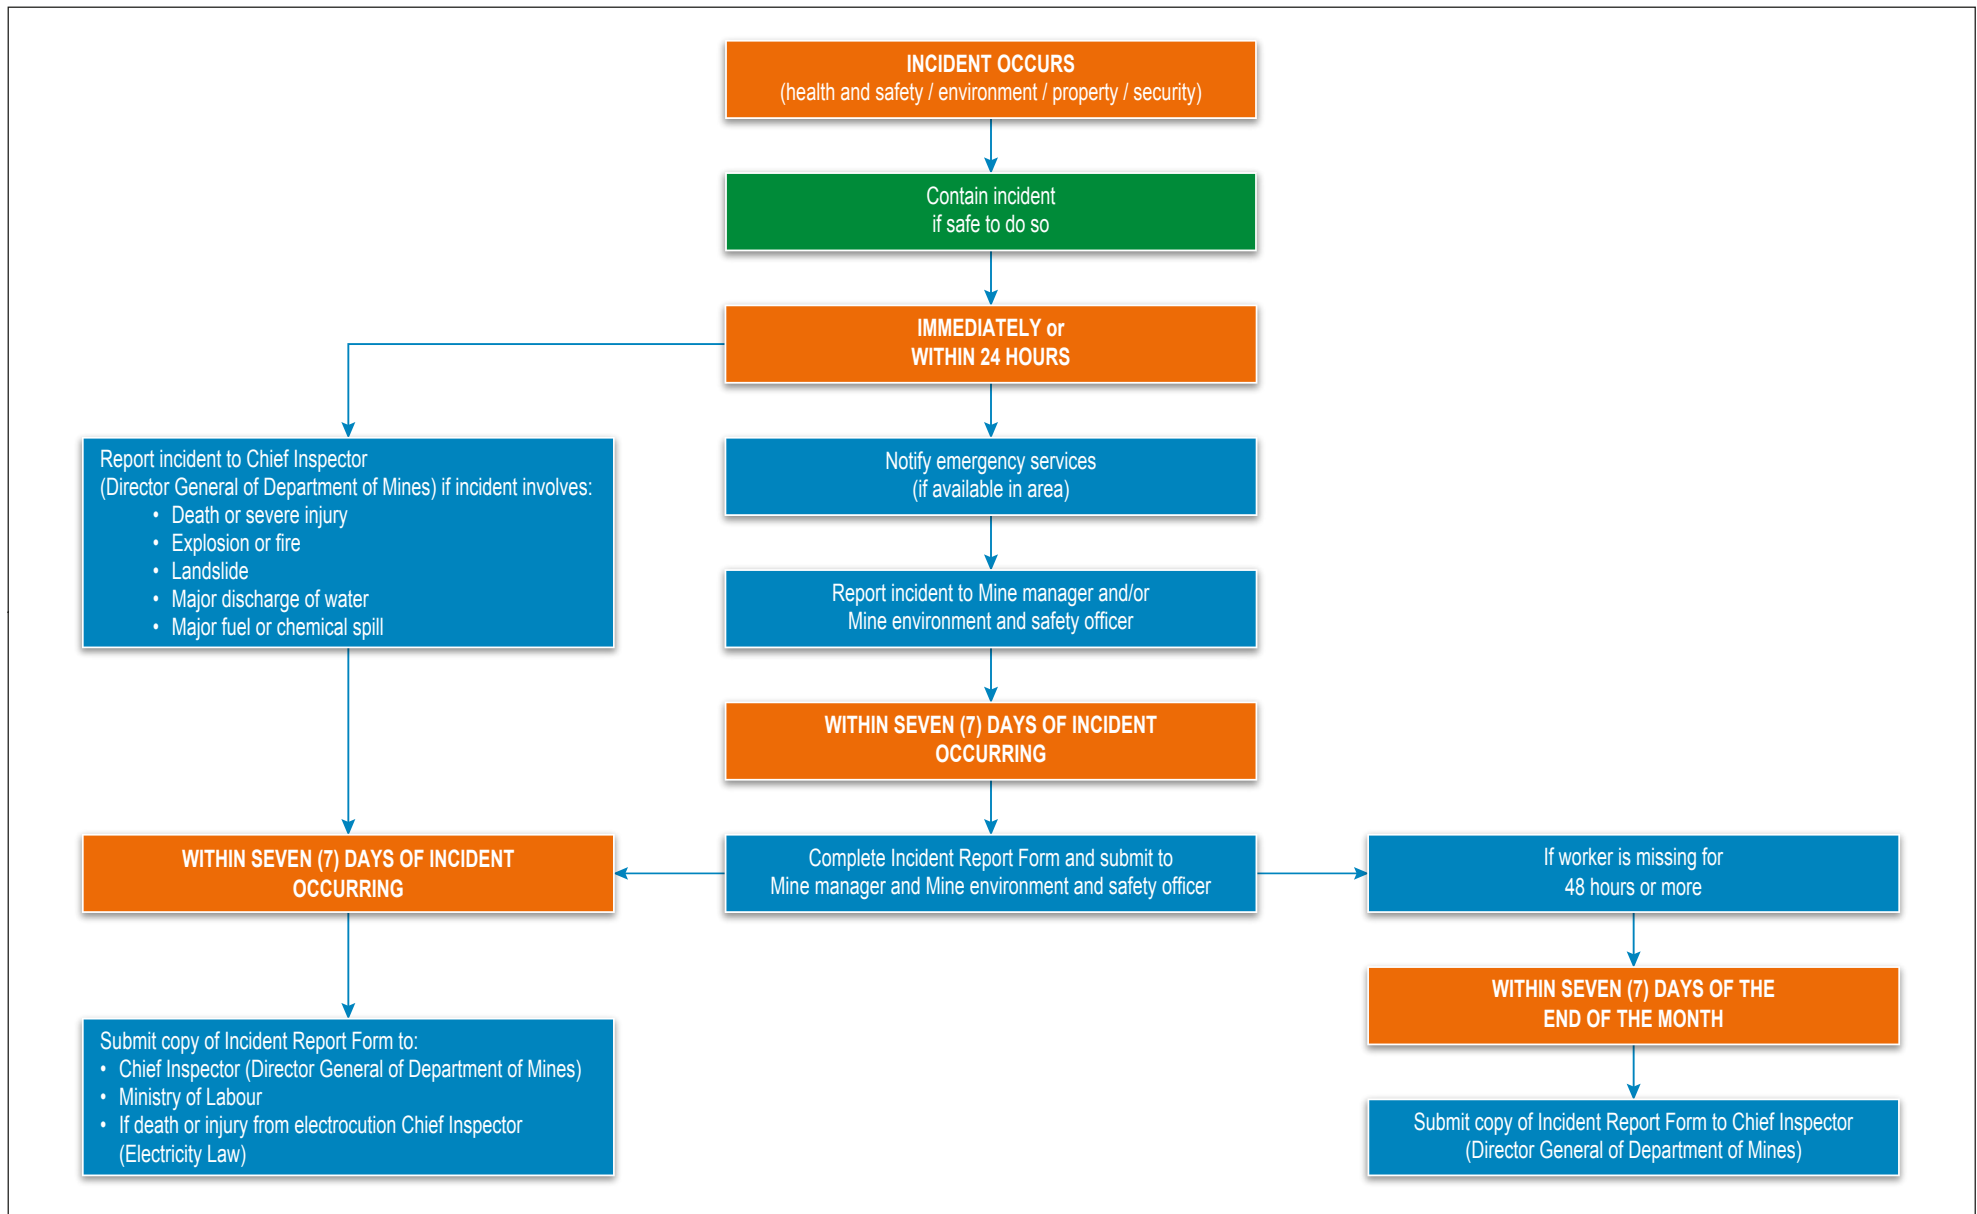 INCIDENT OCCURS
(health and safety / environment / property / security)
Contain incident
if safe to do so
IMMEDIATELY or
WITHIN 24 HOURS
Report incident to Chief Inspector
(Director General of Department of Mines) if incident involves:
• Death or severe injury
• Explosion or fire
• Landslide
• Major discharge of water
• Major fuel or chemical spill
Notify emergency services
(if available in area)
Report incident to Mine manager and/or
Mine environment and safety officer
WITHIN SEVEN (7) DAYS OF INCIDENT
OCCURRING
WITHIN SEVEN (7) DAYS OF INCIDENT
OCCURRING
Complete Incident Report Form and submit to
Mine manager and Mine environment and safety officer
If worker is missing for
48 hours or more
WITHIN SEVEN (7) DAYS OF THE
END OF THE MONTH
Submit copy of Incident Report Form to:
• Chief Inspector (Director General of Department of Mines)
• Ministry of Labour
• If death or injury from electrocution Chief Inspector
(Electricity Law)
Submit copy of Incident Report Form to Chief Inspector
(Director General of Department of Mines)